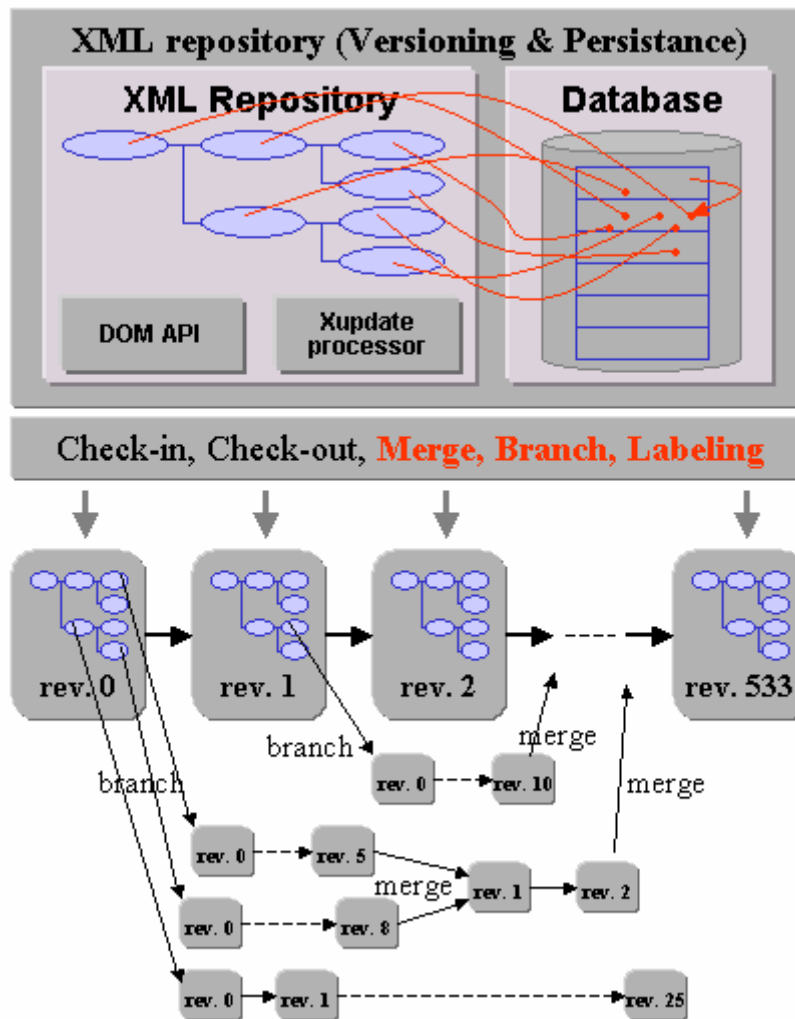 XML repository (Versioning & Persistance)
XML Repository
Database
DOM API
Xupdate
processor
Check-in, Check-out, Merge, Branch, Labeling
rev. 0
rev. 1
rev. 2
rev. 533
branch
merge
rev. 0
rev. 10
branch
merge
rev. 0
rev. 5
merge
rev. 1
rev. 2
rev. 0
rev. 8
rev. 0
rev. 1
rev. 25